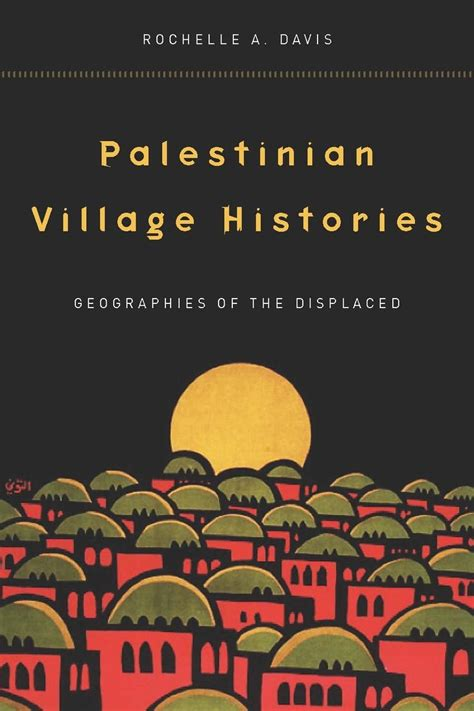 ROCHELLE A. DAVIS
Palestinian
Village Histories
GEOGRAPHIES OF THE DISPLACED